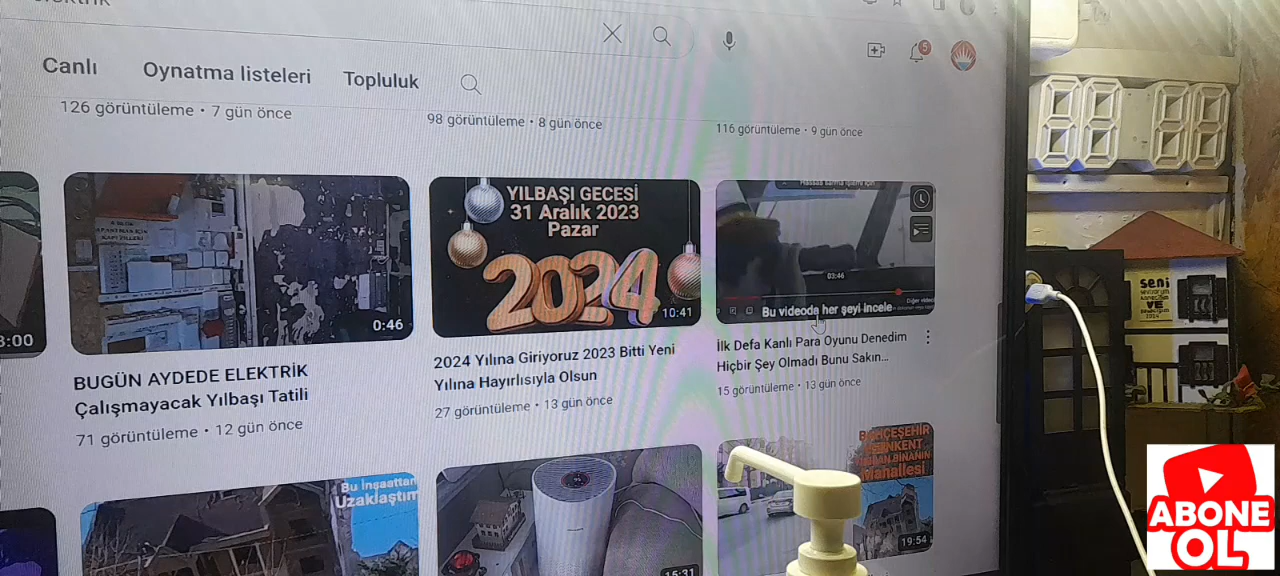 Canlı
Oynatma listeleri
Topluluk
5
126 görüntüleme • 7 gün önce
98 görüntüleme • 8 gün önce
116 görüntüleme • 9 gün önce
3:00
0:46
YILBAŞI GECESİ
31 Aralık 2023
Pazar
2024
10:41
03:46
Bu videoda her şeyi incele
BUGÜN AYDEDE ELEKTRİK
Çalışmayacak Yılbaşı Tatili
71 görüntüleme • 12 gün önce
2024 Yılına Giriyoruz 2023 Bitti Yeni
Yılına Hayırlısıyla Olsun
27 görüntüleme • 13 gün önce
İlk Defa Kanlı Para Oyunu Denedim
Hiçbir Şey Olmadı Bunu Sakın...
15 görüntüleme • 13 gün önce
Bu İnşaattan
Uzaklaştım
15:31
Mahallesi
19:54
seni
VE
ABONE
OL